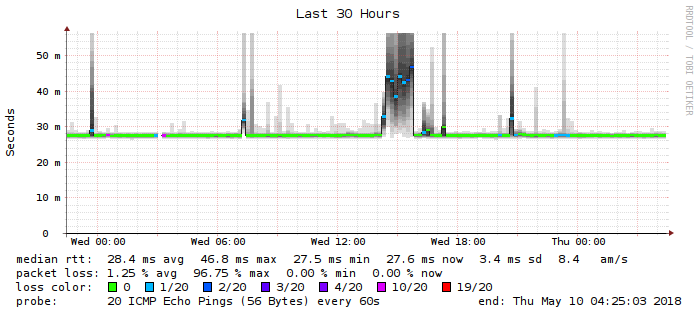 Last 30 Hours
RRDTOOL / TOBI OETIKER
Seconds
50 m
40 m
30 m
20 m
10 m
0
Wed 00:00 Wed 06:00 Wed 12:00 Wed 18:00 Thu 00:00
median rtt: 28.4 ms avg 46.8 ms max 27.5 ms min 27.6 ms now 3.4 ms sd 8.4 am/s
packet loss: 1.25 % avg 96.75 % max 0.00 % min 0.00 % now
loss color: 0 1/20 2/20 3/20 4/20 10/20 19/20
probe: 20 ICMP Echo Pings (56 Bytes) every 60s end: Thu May 10 04:25:03 2018